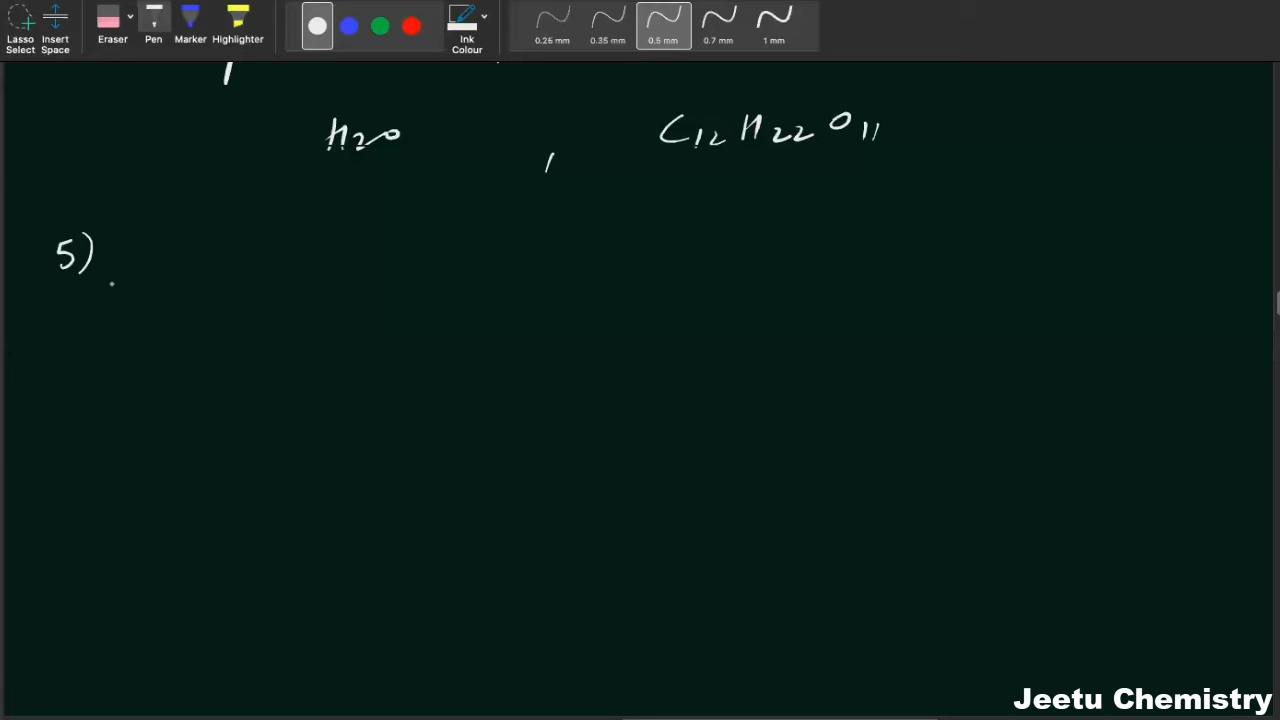 Lasso Select
Insert Space
Eraser
Pen
Marker
Highlighter
Ink Colour
0.25 mm
0.35 mm
0.5 mm
0.7 mm
1 mm
H2O , C12H22O11
5)
Jeetu Chemistry